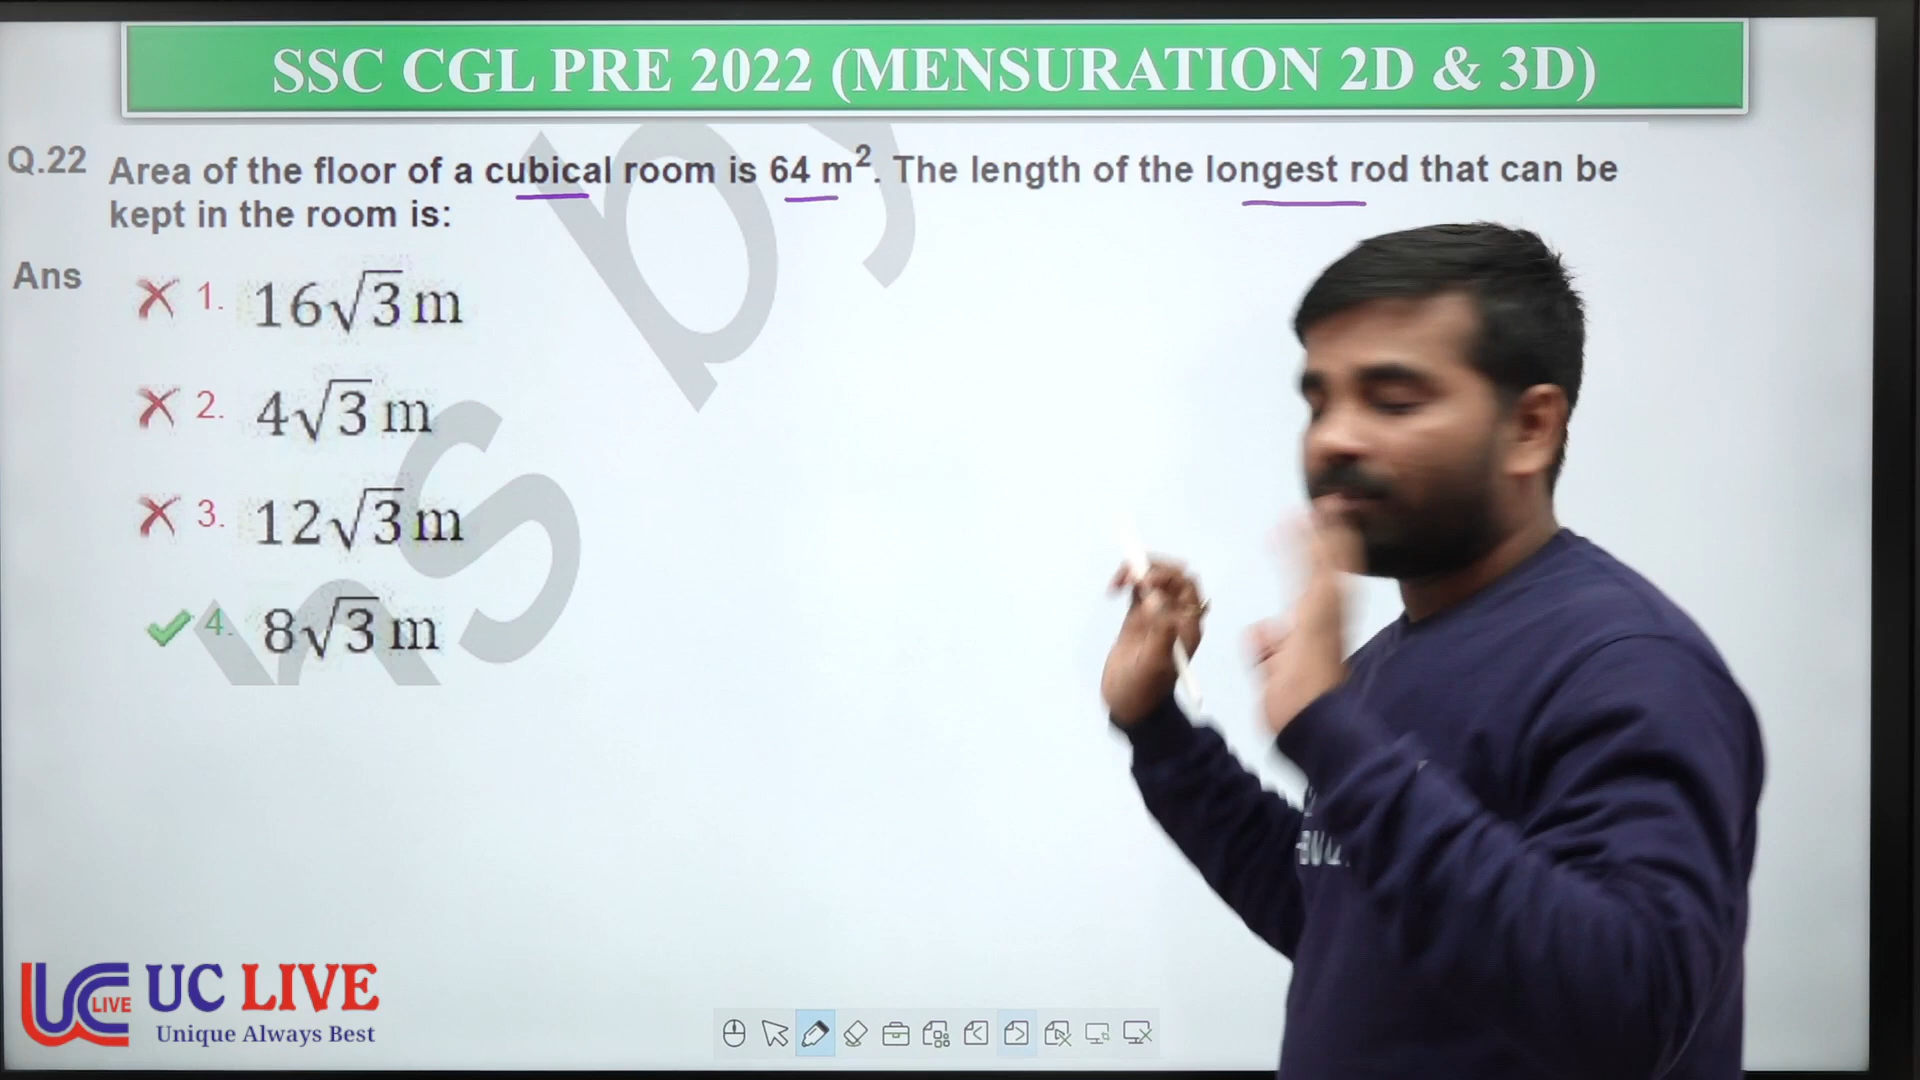 SSC CGL PRE 2022 (MENSURATION 2D & 3D)
Q.22 Area of the floor of a cubical room is 64 m². The length of the longest rod that can be
kept in the room is:
Ans
1. 16√3 m
2. 4√3 m
3. 12√3 m
4. 8√3 m
ns by
LIVE
UC LIVE
Unique Always Best